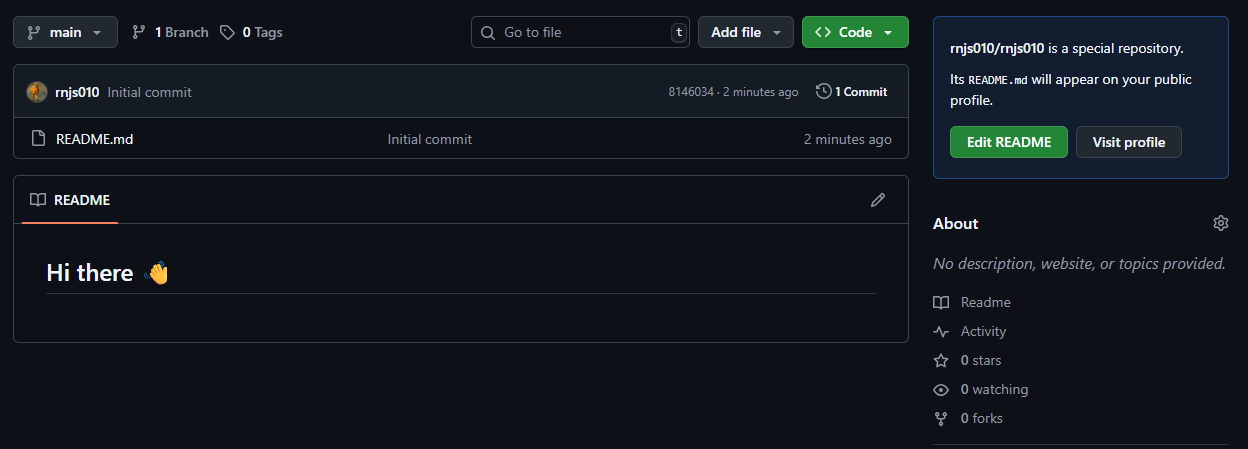 main
1 Branch
0 Tags
Go to file
t
Add file
Code
rnjs010 Initial commit
8146034 · 2 minutes ago
1 Commit
README.md
Initial commit
2 minutes ago
README
Hi there 👋
rnjs010/rnjs010 is a special repository.
Its README.md will appear on your public
profile.
Edit README
Visit profile
About
No description, website, or topics provided.
Readme
Activity
0 stars
0 watching
0 forks